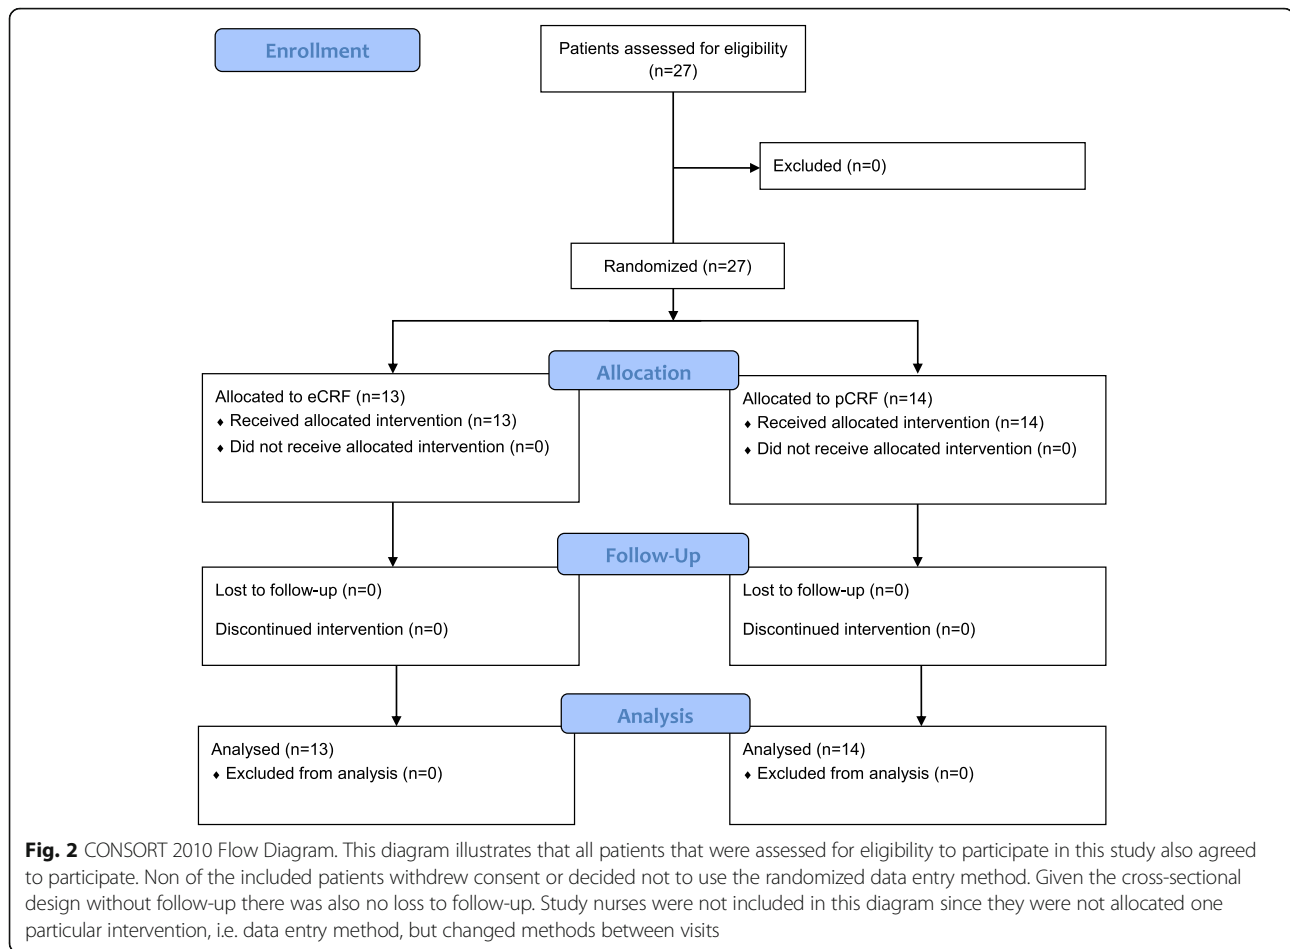 Enrollment
Patients assessed for eligibility
(n=27)
Excluded (n=0)
Randomized (n=27)
Allocation
Allocated to eCRF (n=13)
♦ Received allocated intervention (n=13)
♦ Did not receive allocated intervention (n=0)
Allocated to pCRF (n=14)
♦ Received allocated intervention (n=14)
♦ Did not receive allocated intervention (n=0)
Follow-Up
Lost to follow-up (n=0)
Discontinued intervention (n=0)
Lost to follow-up (n=0)
Discontinued intervention (n=0)
Analysis
Analysed (n=13)
♦ Excluded from analysis (n=0)
Analysed (n=14)
♦ Excluded from analysis (n=0)
Fig. 2 CONSORT 2010 Flow Diagram. This diagram illustrates that all patients that were assessed for eligibility to participate in this study also agreed
to participate. Non of the included patients withdrew consent or decided not to use the randomized data entry method. Given the cross-sectional
design without follow-up there was also no loss to follow-up. Study nurses were not included in this diagram since they were not allocated one
particular intervention, i.e. data entry method, but changed methods between visits